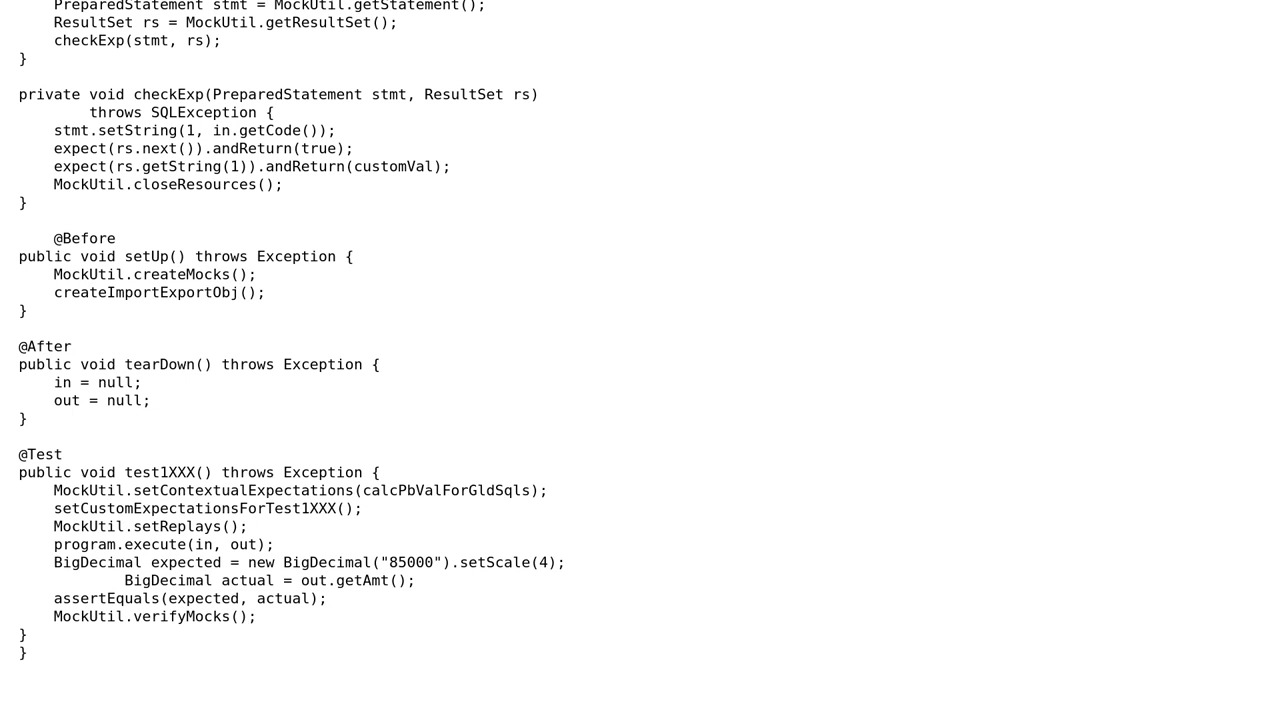 PreparedStatement stmt = MockUtil.getStatement();
ResultSet rs = MockUtil.getResultSet();
checkExp(stmt, rs);
}
private void checkExp(PreparedStatement stmt, ResultSet rs)
throws SQLException {
stmt.setString(1, in.getCode());
expect(rs.next()).andReturn(true);
expect(rs.getString(1)).andReturn(customVal);
MockUtil.closeResources();
}
@Before
public void setUp() throws Exception {
MockUtil.createMocks();
createImportExportObj();
}
@After
public void tearDown() throws Exception {
in = null;
out = null;
}
@Test
public void test1XXX() throws Exception {
MockUtil.setContextualExpectations(calcPbValForGldSqls);
setCustomExpectationsForTest1XXX();
MockUtil.setReplays();
program.execute(in, out);
BigDecimal expected = new BigDecimal("85000").setScale(4);
BigDecimal actual = out.getAmt();
assertEquals(expected, actual);
MockUtil.verifyMocks();
}
}